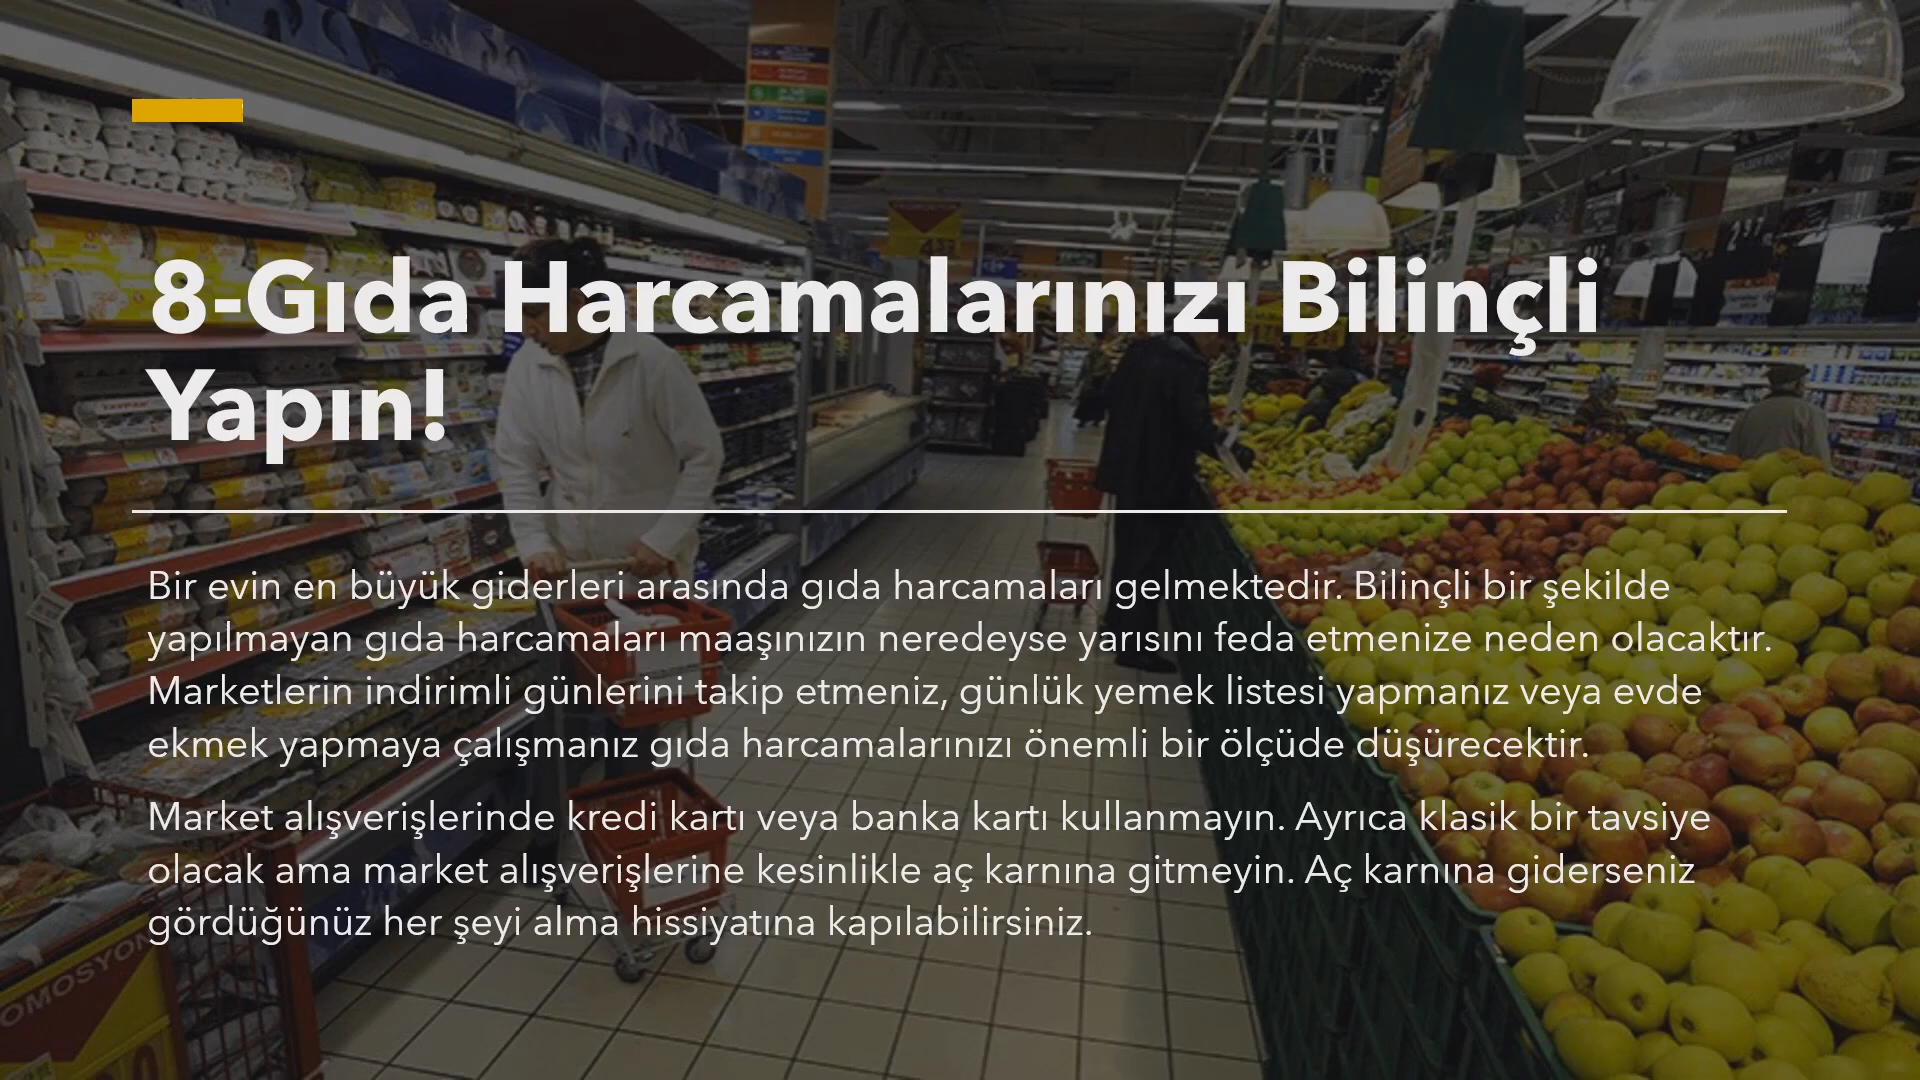 8-Gıda Harcamalarınızı Bilinçli
Yapın!
Bir evin en büyük giderleri arasında gıda harcamaları gelmektedir. Bilinçli bir şekilde
yapılmayan gıda harcamaları maaşınızın neredeyse yarısını feda etmenize neden olacaktır.
Marketlerin indirimli günlerini takip etmeniz, günlük yemek listesi yapmanız veya evde
ekmek yapmaya çalışmanız gıda harcamalarınızı önemli bir ölçüde düşürecektir.
Market alışverişlerinde kredi kartı veya banka kartı kullanmayın. Ayrıca klasik bir tavsiye
olacak ama market alışverişlerine kesinlikle aç karnına gitmeyin. Aç karnına giderseniz
gördüğünüz her şeyi alma hissiyatına kapılabilirsiniz.
OMOSYON